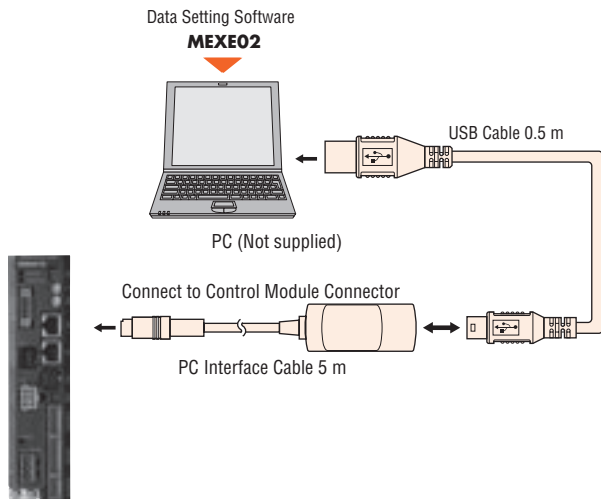 Data Setting Software
MEXE02
USB Cable 0.5 m
PC (Not supplied)
Connect to Control Module Connector
PC Interface Cable 5 m